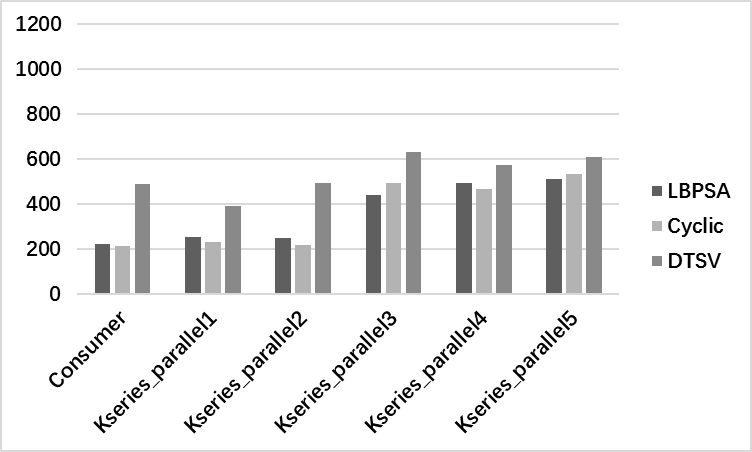 1200
1000
800
600
400
200
0
Consumer
Kseries_parallel1
Kseries_parallel2
Kseries_parallel3
Kseries_parallel4
Kseries_parallel5
LBPSA
Cyclic
DTSV